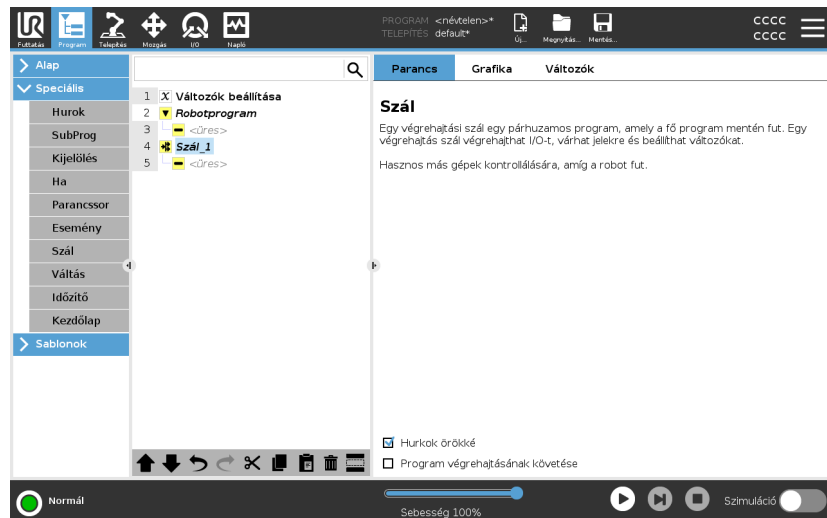 UR
Futtatás Program Telepítés Mozgás I/O Napló
PROGRAM <névtelen>*
TELEPÍTÉS default*
Új... Megnyitás... Mentés...
CCCC
CCCC
Alap
Speciális
Hurok
SubProg
Kijelölés
Ha
Parancssor
Esemény
Szál
Váltás
Időzítő
Kezdőlap
Sablonok
1 X Változók beállítása
2 Robotprogram
3 <üres>
4 Szál_1
5 <üres>
Parancs Grafika Változók
Szál
Egy végrehajtási szál egy párhuzamos program, amely a fő program mentén fut. Egy
végrehajtás szál végrehajthat I/O-t, várhat jelekre és beállíthat változókat.
Hasznos más gépek kontrollálására, amíg a robot fut.
Hurkok örökké
Program végrehajtásának követése
Normál
Sebesség 100%
Szimuláció